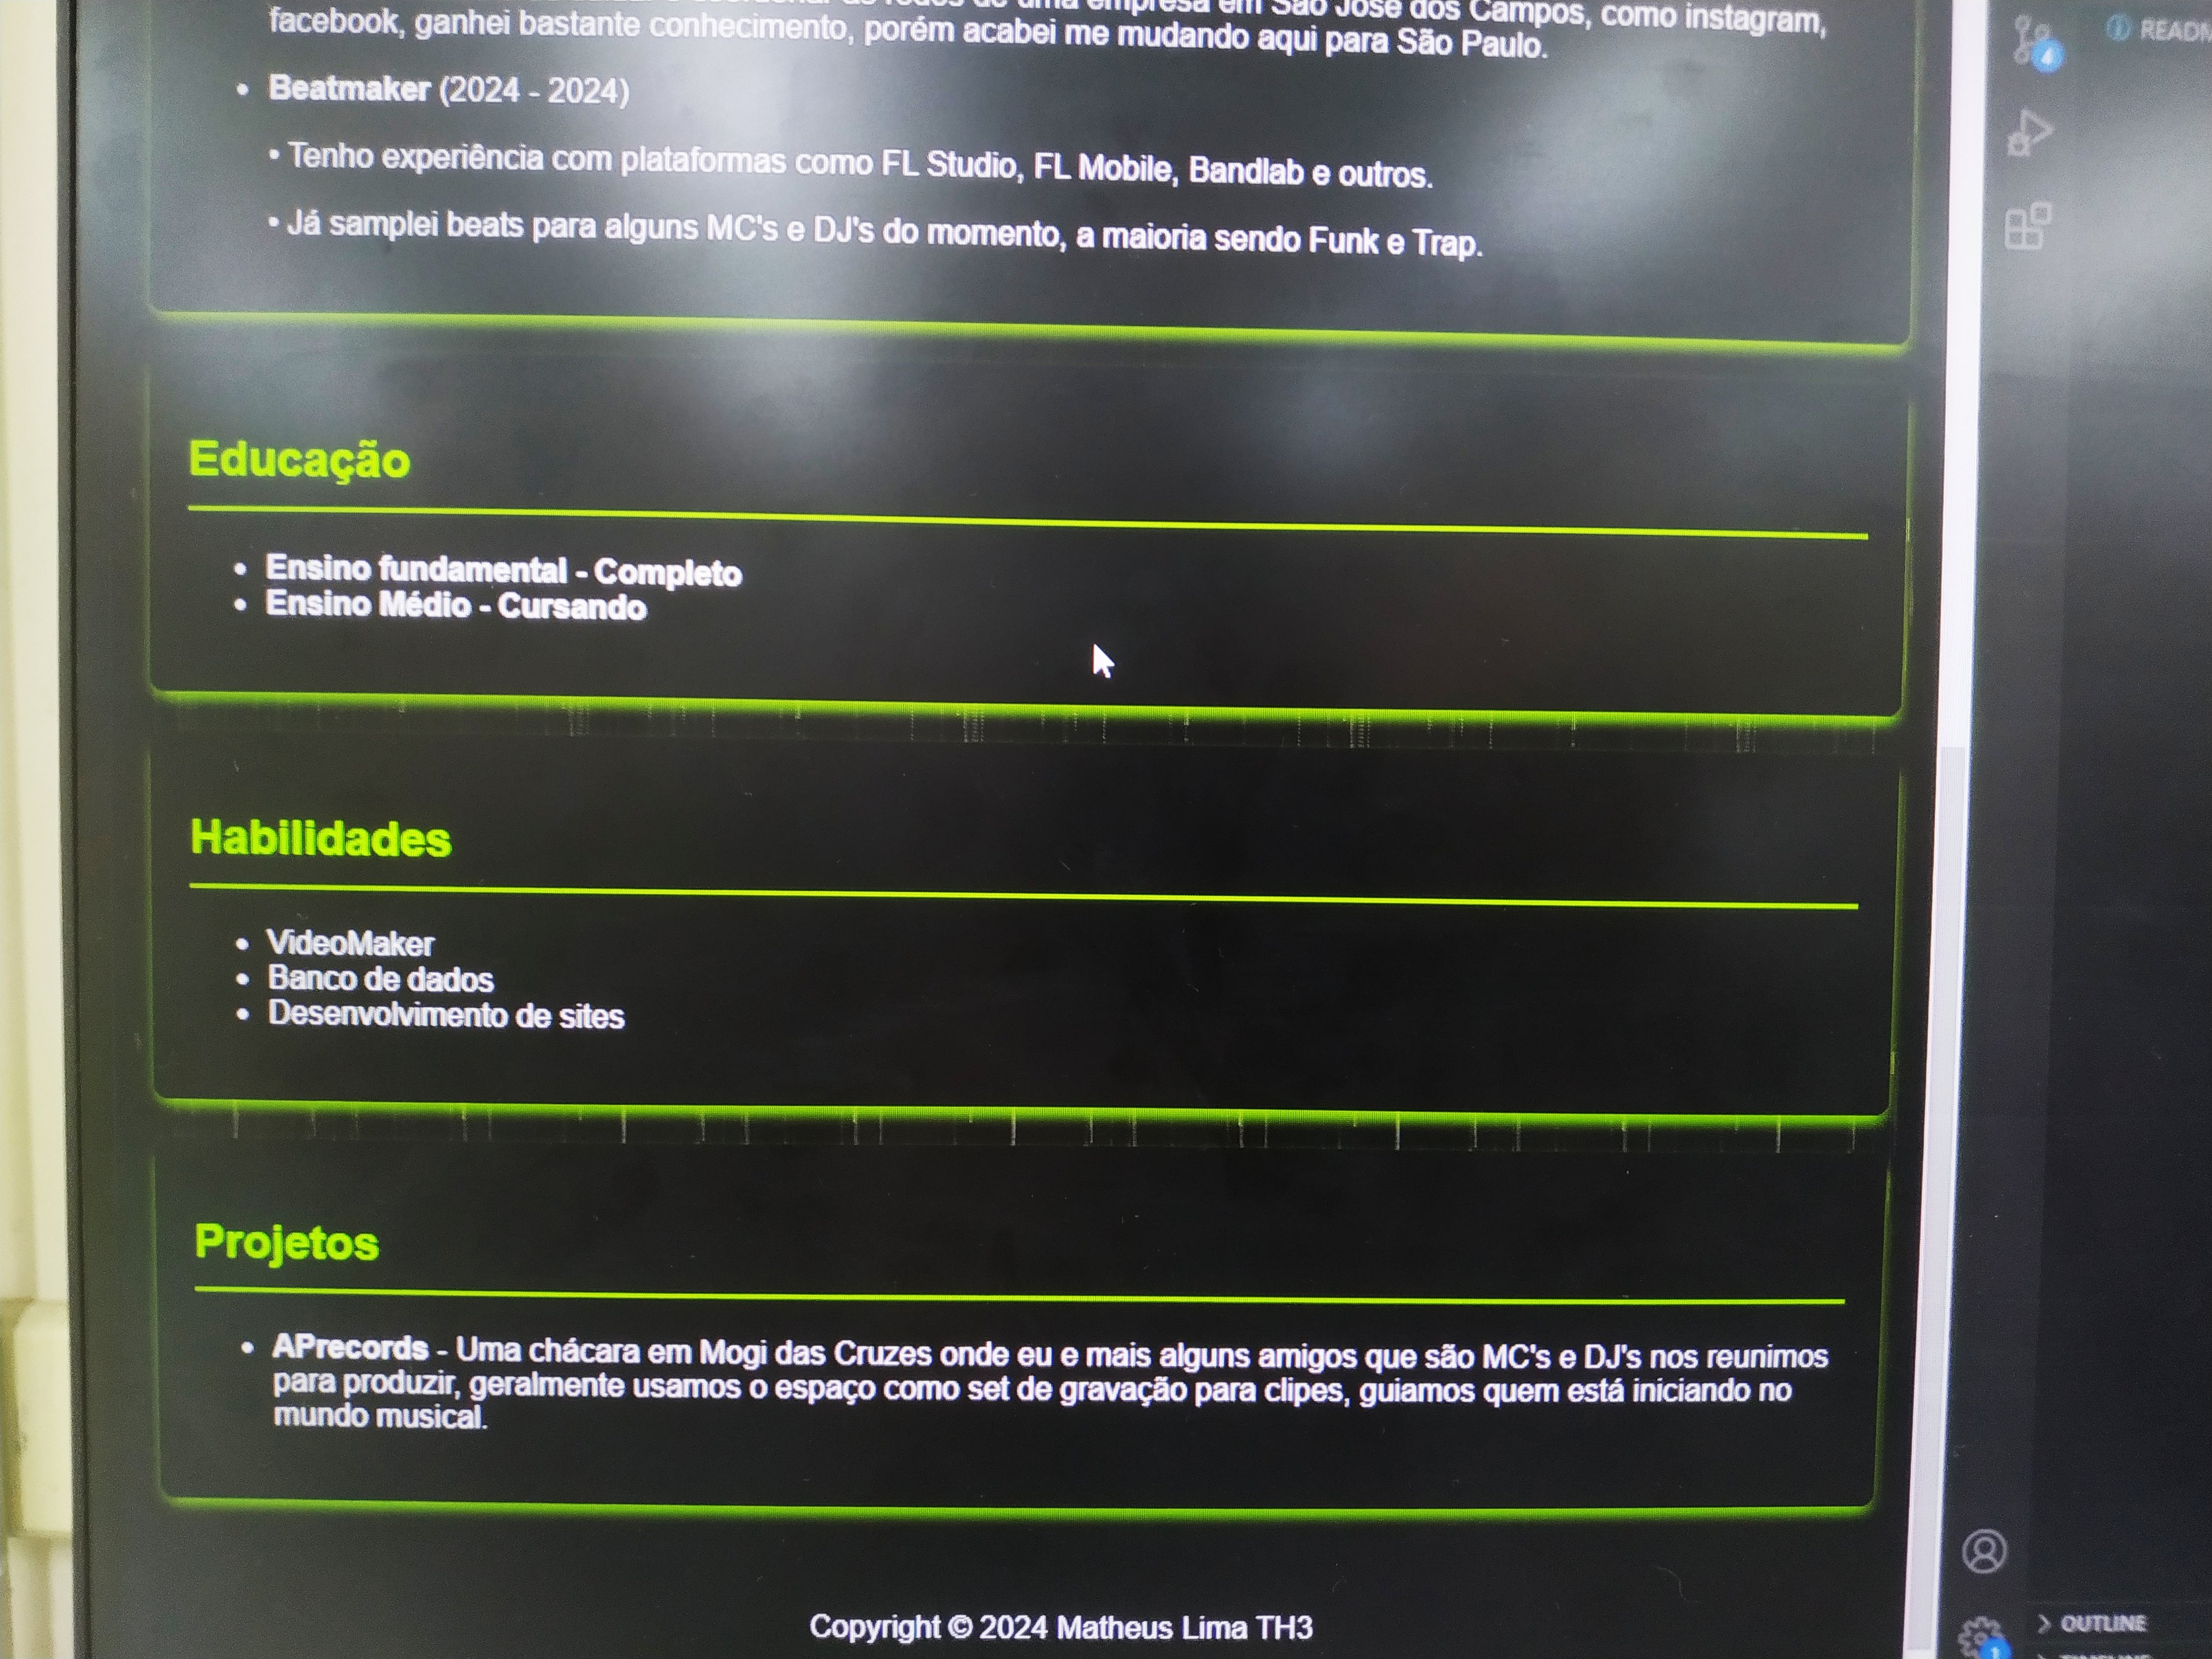 uma empresa em São José dos Campos, como instagram,
facebook, ganhei bastante conhecimento, porém acabei me mudando aqui para São Paulo.
• Beatmaker (2024 - 2024)
• Tenho experiência com plataformas como FL Studio, FL Mobile, Bandlab e outros.
• Já samplei beats para alguns MC's e DJ's do momento, a maioria sendo Funk e Trap.
Educação
• Ensino fundamental - Completo
• Ensino Médio - Cursando
Habilidades
• VideoMaker
• Banco de dados
• Desenvolvimento de sites
Projetos
• APrecords - Uma chácara em Mogi das Cruzes onde eu e mais alguns amigos que são MC's e DJ's nos reunimos
para produzir, geralmente usamos o espaço como set de gravação para clipes, guiamos quem está iniciando no
mundo musical.
Copyright © 2024 Matheus Lima TH3
4
READM
1
OUTLINE